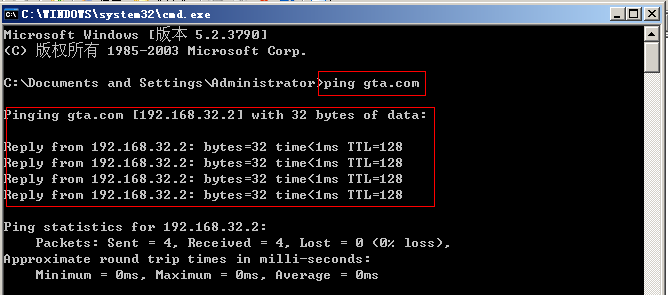 C:\WINDOWS\system32\cmd.exe
Microsoft Windows [版本 5.2.3790]
(C) 版权所有 1985-2003 Microsoft Corp.
C:\Documents and Settings\Administrator>ping gta.com
Pinging gta.com [192.168.32.2] with 32 bytes of data:
Reply from 192.168.32.2: bytes=32 time<1ms TTL=128
Reply from 192.168.32.2: bytes=32 time<1ms TTL=128
Reply from 192.168.32.2: bytes=32 time<1ms TTL=128
Reply from 192.168.32.2: bytes=32 time<1ms TTL=128
Ping statistics for 192.168.32.2:
Packets: Sent = 4, Received = 4, Lost = 0 (0% loss),
Approximate round trip times in milli-seconds:
Minimum = 0ms, Maximum = 0ms, Average = 0ms